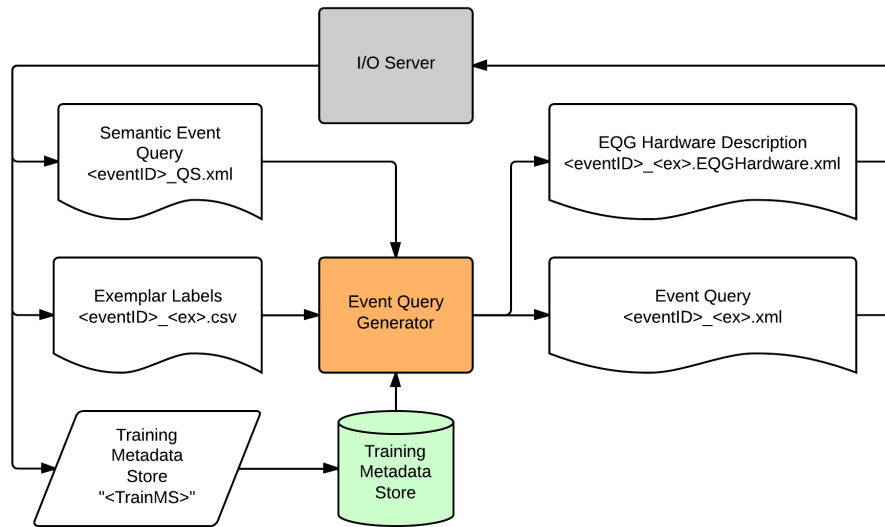 I/O Server
Semantic Event
Query
<eventID>_QS.xml
EQG Hardware Description
<eventID>_<ex>.EQGHardware.xml
Exemplar Labels
<eventID>_<ex>.csv
Event Query
Generator
Event Query
<eventID>_<ex>.xml
Training
Metadata
Store
"<TrainMS>"
Training
Metadata
Store